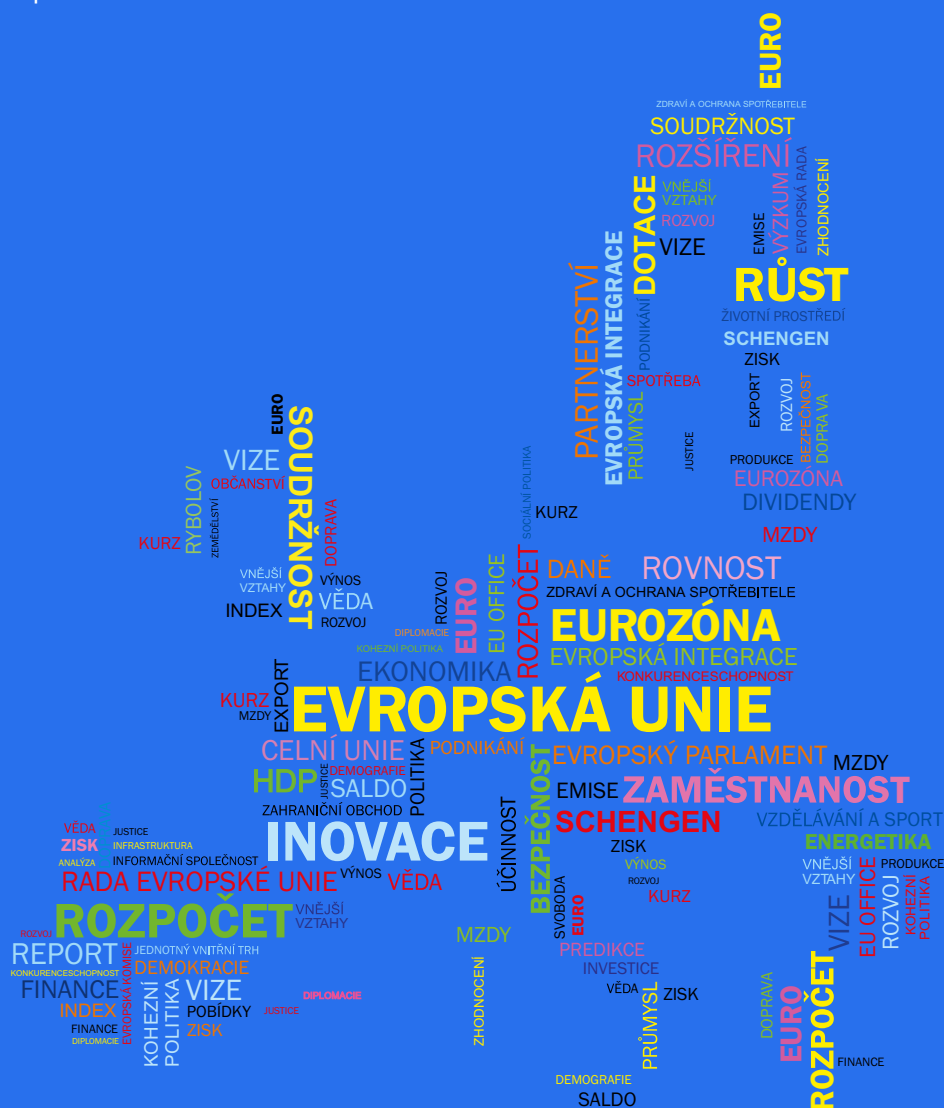 EURO
ZDRAVÍ A OCHRANA SPOTŘEBITELE
SOUDRŽNOST
ROZŠÍŘENÍ
VNĚJŠÍ
VZTAHY
ROZVOJ
VIZE
DOTACE
EMISE
VÝZKUM
EVROPSKÁ RADA
ZHODNOCENÍ
PARTNERSTVÍ
EVROPSKÁ INTEGRACE
PODNIKÁNÍ
RŮST
ŽIVOTNÍ PROSTŘEDÍ
SCHENGEN
ZISK
SPOTŘEBA
PRŮMYSL
JUSTICE
EXPORT
ROZVOJ
BEZPEČNOST
DOPRAVA
PRODUKCE
EUROZÓNA
DIVIDENDY
MZDY
EURO
SOUDRŽNOST
VIZE
OBČANSTVÍ
RYBOLOV
ZEMĚDĚLSTVÍ
KURZ
DOPRAVA
VNĚJŠÍ
VZTAHY
VÝNOS
VĚDA
INDEX
ROZVOJ
SOCIÁLNÍ POLITIKA
KURZ
ROZVOJ
EURO
EU OFFICE
ROZPOČET
DANĚ
ROVNOST
ZDRAVÍ A OCHRANA SPOTŘEBITELE
DIPLOMACIE
KOHEZNÍ POLITIKA
EUROZÓNA
EVROPSKÁ INTEGRACE
EKONOMIKA
KONKURENCESCHOPNOST
KURZ
MZDY
EXPORT
EVROPSKÁ UNIE
CELNÍ UNIE
PODNIKÁNÍ
EVROPSKÝ PARLAMENT
MZDY
HDP
JUSTICE
DEMOGRAFIE
SALDO
POLITIKA
BEZPEČNOST
EMISE
ZAMĚSTNANOST
ZAHRANIČNÍ OBCHOD
ÚČINNOST
SCHENGEN
VZDĚLÁVÁNÍ A SPORT
VĚDA
JUSTICE
INOVACE
ZISK
INFRASTRUKTURA
ZISK
ENERGETIKA
ANALÝZA
INFORMAČNÍ SPOLEČNOST
VÝNOS
VNĚJŠÍ
VZTAHY
PRODUKCE
RADA EVROPSKÉ UNIE
VÝNOS
VĚDA
ROZVOJ
KURZ
SVOBODA
EURO
VIZE
EU OFFICE
ROZVOJ
KOHEZNÍ
POLITIKA
ROZVOJ
ROZPOČET
VNĚJŠÍ
VZTAHY
MZDY
PREDIKCE
REPORT
EVROPSKÁ KOMISE
JEDNOTNÝ VNITŘNÍ TRH
DEMOKRACIE
KONKURENCESCHOPNOST
INVESTICE
FINANCE
KOHEZNÍ
POLITIKA
VIZE
DIPLOMACIE
ZHODNOCENÍ
VĚDA
PRŮMYSL
ZISK
DOPRAVA
EURO
ROZPOČET
INDEX
POBÍDKY
JUSTICE
FINANCE
ZISK
DIPLOMACIE
FINANCE
DEMOGRAFIE
SALDO